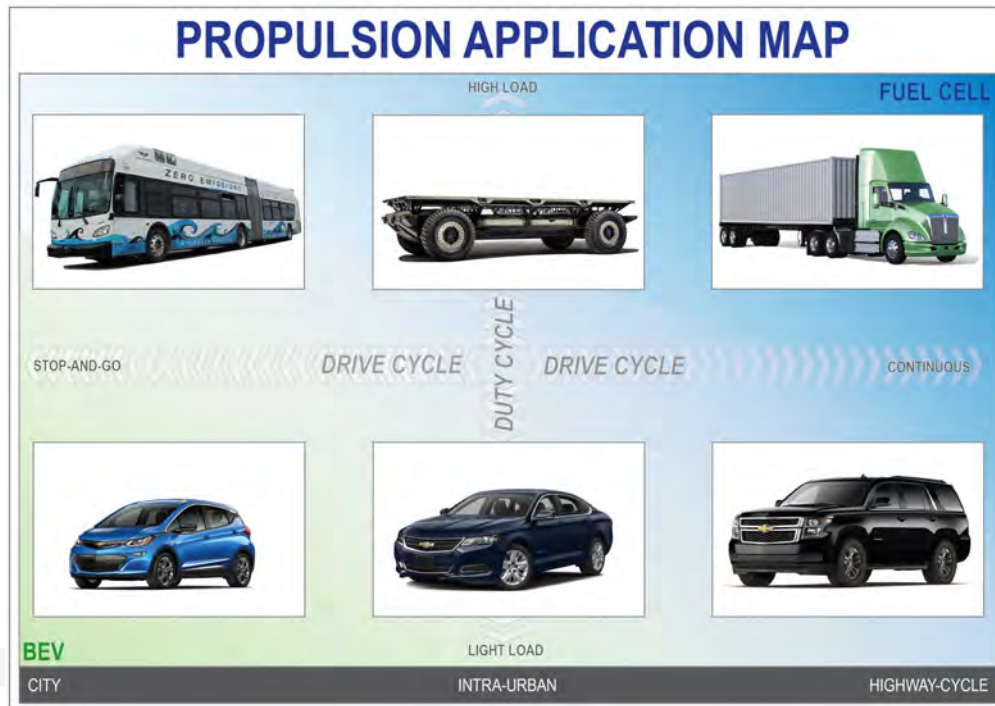 PROPULSION APPLICATION MAP
HIGH LOAD
FUEL CELL
ZERO EMISSIONS
STOP-AND-GO
DRIVE CYCLE
DUTY CYCLE
DRIVE CYCLE
CONTINUOUS
BEV
LIGHT LOAD
CITY
INTRA-URBAN
HIGHWAY-CYCLE